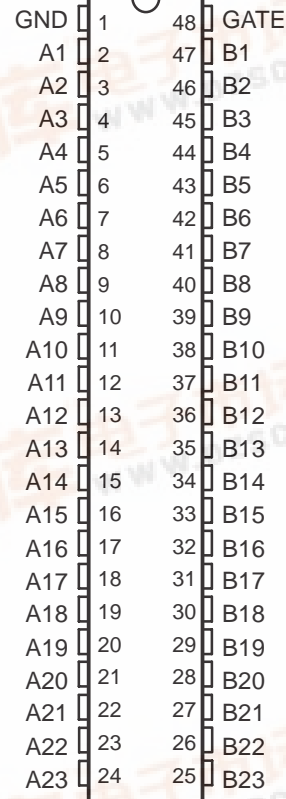 GND 1 48 GATE
A1 2 47 B1
A2 3 46 B2
A3 4 45 B3
A4 5 44 B4
A5 6 43 B5
A6 7 42 B6
A7 8 41 B7
A8 9 40 B8
A9 10 39 B9
A10 11 38 B10
A11 12 37 B11
A12 13 36 B12
A13 14 35 B13
A14 15 34 B14
A15 16 33 B15
A16 17 32 B16
A17 18 31 B17
A18 19 30 B18
A19 20 29 B19
A20 21 28 B20
A21 22 27 B21
A22 23 26 B22
A23 24 25 B23